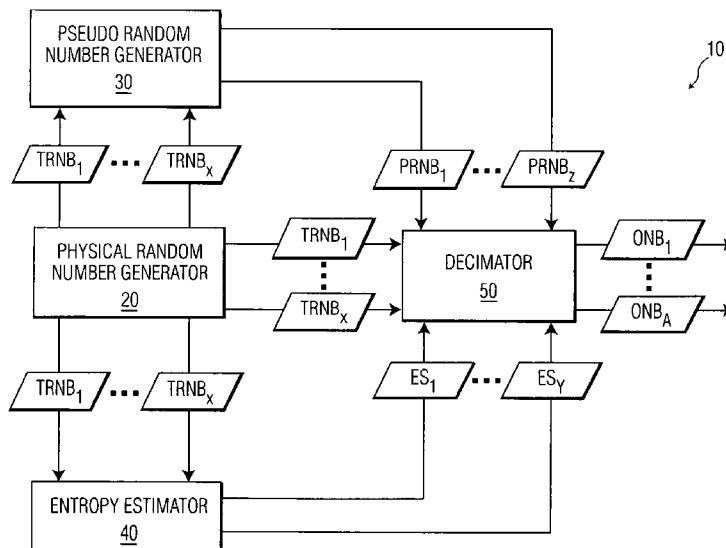 PSEUDO RANDOM
NUMBER GENERATOR
30
10
TRNB1 ••• TRNBx
PRNB1 ••• PRNBz
PHYSICAL RANDOM
NUMBER GENERATOR
20
TRNB1
TRNBx
DECIMATOR
50
ONB1
ONBA
TRNB1 ••• TRNBx
ES1 ••• ESY
ENTROPY ESTIMATOR
40